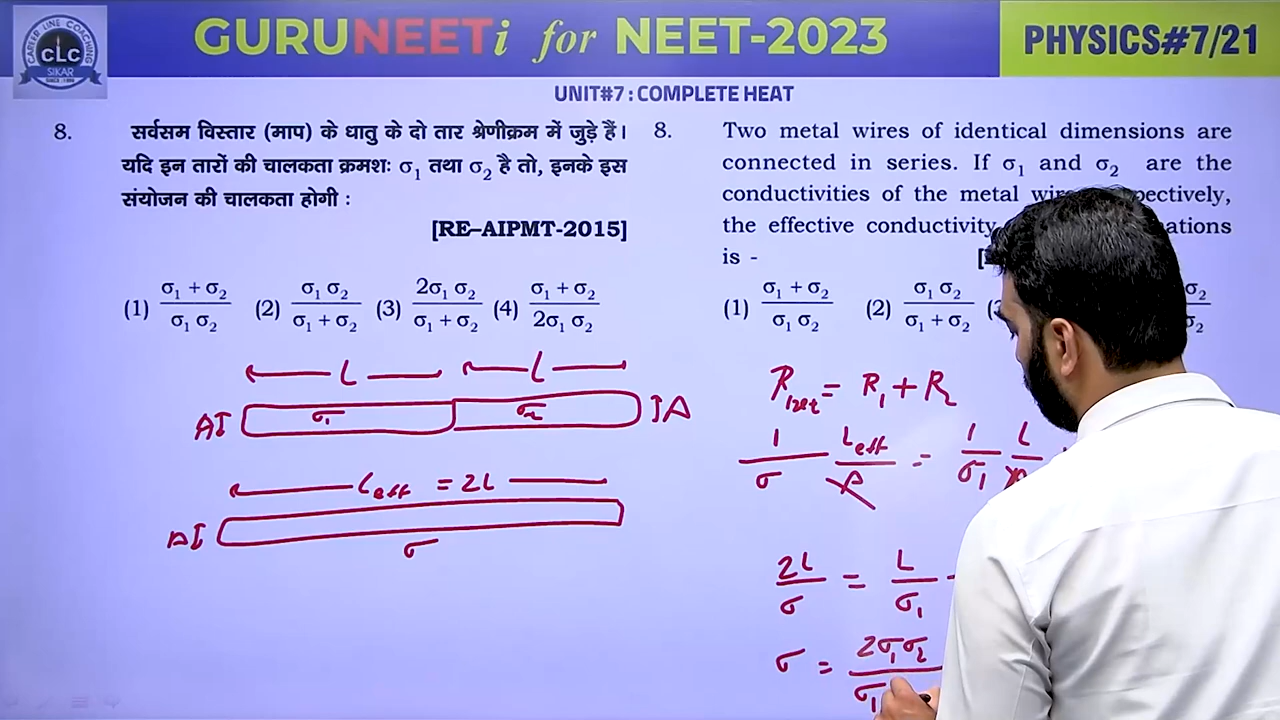 GURUNEETi for NEET-2023
PHYSICS#7/21
CAREER LINE COACHING
CLC
SIKAR
SINCE :1996
UNIT#7 : COMPLETE HEAT
8. सर्वसम विस्तार (माप) के धातु के दो तार श्रेणीक्रम में जुड़े हैं।
यदि इन तारों की चालकता क्रमशः σ₁ तथा σ₂ है तो, इनके इस
संयोजन की चालकता होगी :
[RE–AIPMT-2015]
(1) (σ₁ + σ₂)/(σ₁ σ₂) (2) (σ₁ σ₂)/(σ₁ + σ₂) (3) (2σ₁ σ₂)/(σ₁ + σ₂) (4) (σ₁ + σ₂)/(2σ₁ σ₂)
L L
A σ₁ σ₂ A
L eff = 2L
A
σ
8. Two metal wires of identical dimensions are
connected in series. If σ₁ and σ₂ are the
conductivities of the metal
the effective conductivity
is -
(1) (σ₁ + σ₂)/(σ₁ σ₂) (2) (σ₁ σ₂)/(σ₁ + σ₂)
= R₁ + R₂
1/σ L eff/A = 1/σ₁ L/A
2L/σ = L/σ₁
σ = 2σ₁σ₂/σ₁